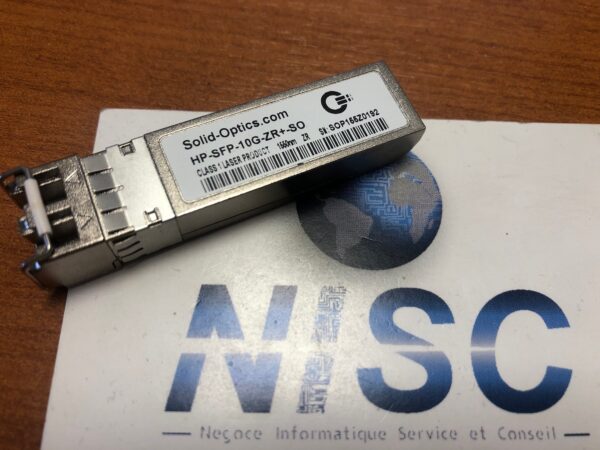 Solid-Optics.com
HP-SFP-10G-ZR+-SO
CLASS 1 LASER PRODUCT 1550nm ZR SN: SOP155Z0192
NISC
Negoce Informatique Service et Conseil